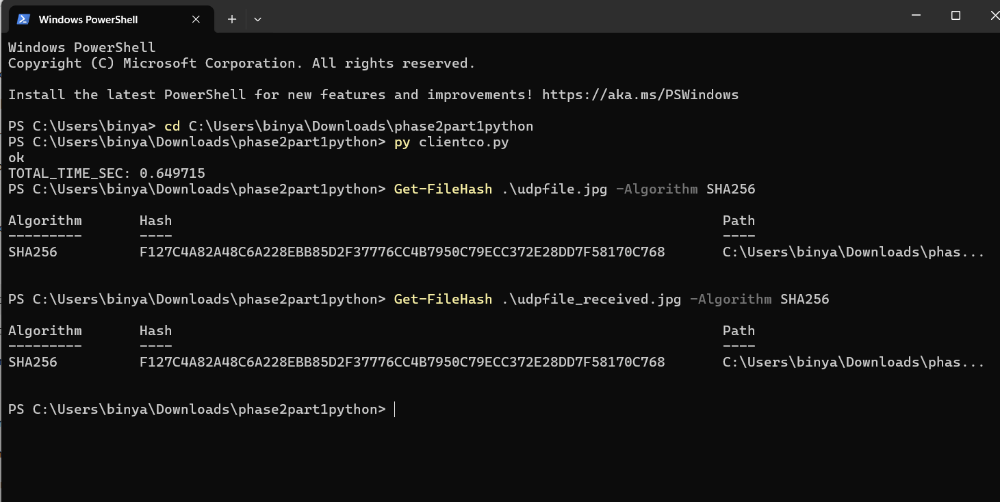 Windows PowerShell
Windows PowerShell
Copyright (C) Microsoft Corporation. All rights reserved.
Install the latest PowerShell for new features and improvements! https://aka.ms/PSWindows
PS C:\Users\binya> cd C:\Users\binya\Downloads\phase2part1python
PS C:\Users\binya\Downloads\phase2part1python> py clientco.py
ok
TOTAL_TIME_SEC: 0.649715
PS C:\Users\binya\Downloads\phase2part1python> Get-FileHash .\udpfile.jpg -Algorithm SHA256
Algorithm Hash Path
--------- ---- ----
SHA256 F127C4A82A48C6A228EBB85D2F37776CC4B7950C79ECC372E28DD7F58170C768 C:\Users\binya\Downloads\phas...
PS C:\Users\binya\Downloads\phase2part1python> Get-FileHash .\udpfile_received.jpg -Algorithm SHA256
Algorithm Hash Path
--------- ---- ----
SHA256 F127C4A82A48C6A228EBB85D2F37776CC4B7950C79ECC372E28DD7F58170C768 C:\Users\binya\Downloads\phas...
PS C:\Users\binya\Downloads\phase2part1python>